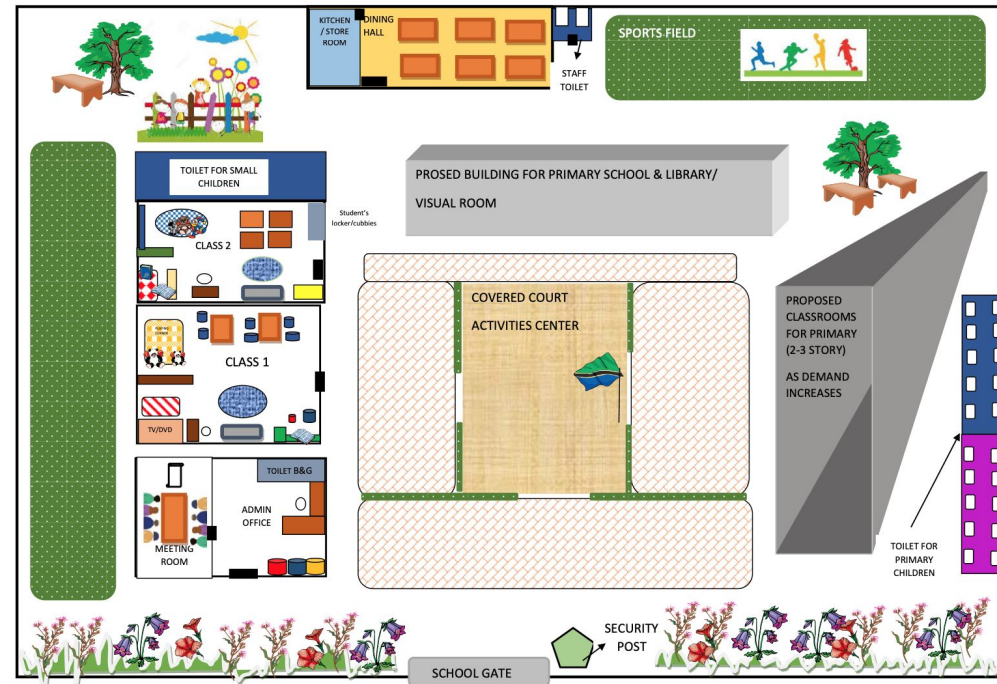 KITCHEN
/ STORE
ROOM
DINING
HALL
STAFF
TOILET
SPORTS FIELD
TOILET FOR SMALL
CHILDREN
Student's
locker/cubbies
CLASS 2
PROSED BUILDING FOR PRIMARY SCHOOL & LIBRARY/
VISUAL ROOM
COVERED COURT
ACTIVITIES CENTER
PROPOSED
CLASSROOMS
FOR PRIMARY
(2-3 STORY)
AS DEMAND
INCREASES
CLASS 1
TV/DVD
TOILET B&G
ADMIN
OFFICE
MEETING
ROOM
TOILET FOR
PRIMARY
CHILDREN
SECURITY
POST
SCHOOL GATE